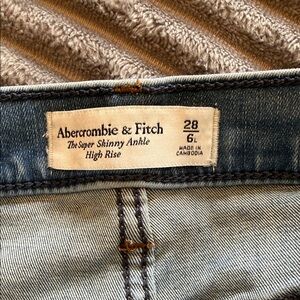 Abercrombie & Fitch
The Super Skinny Ankle
High Rise
28
6L
MADE IN
CAMBODIA